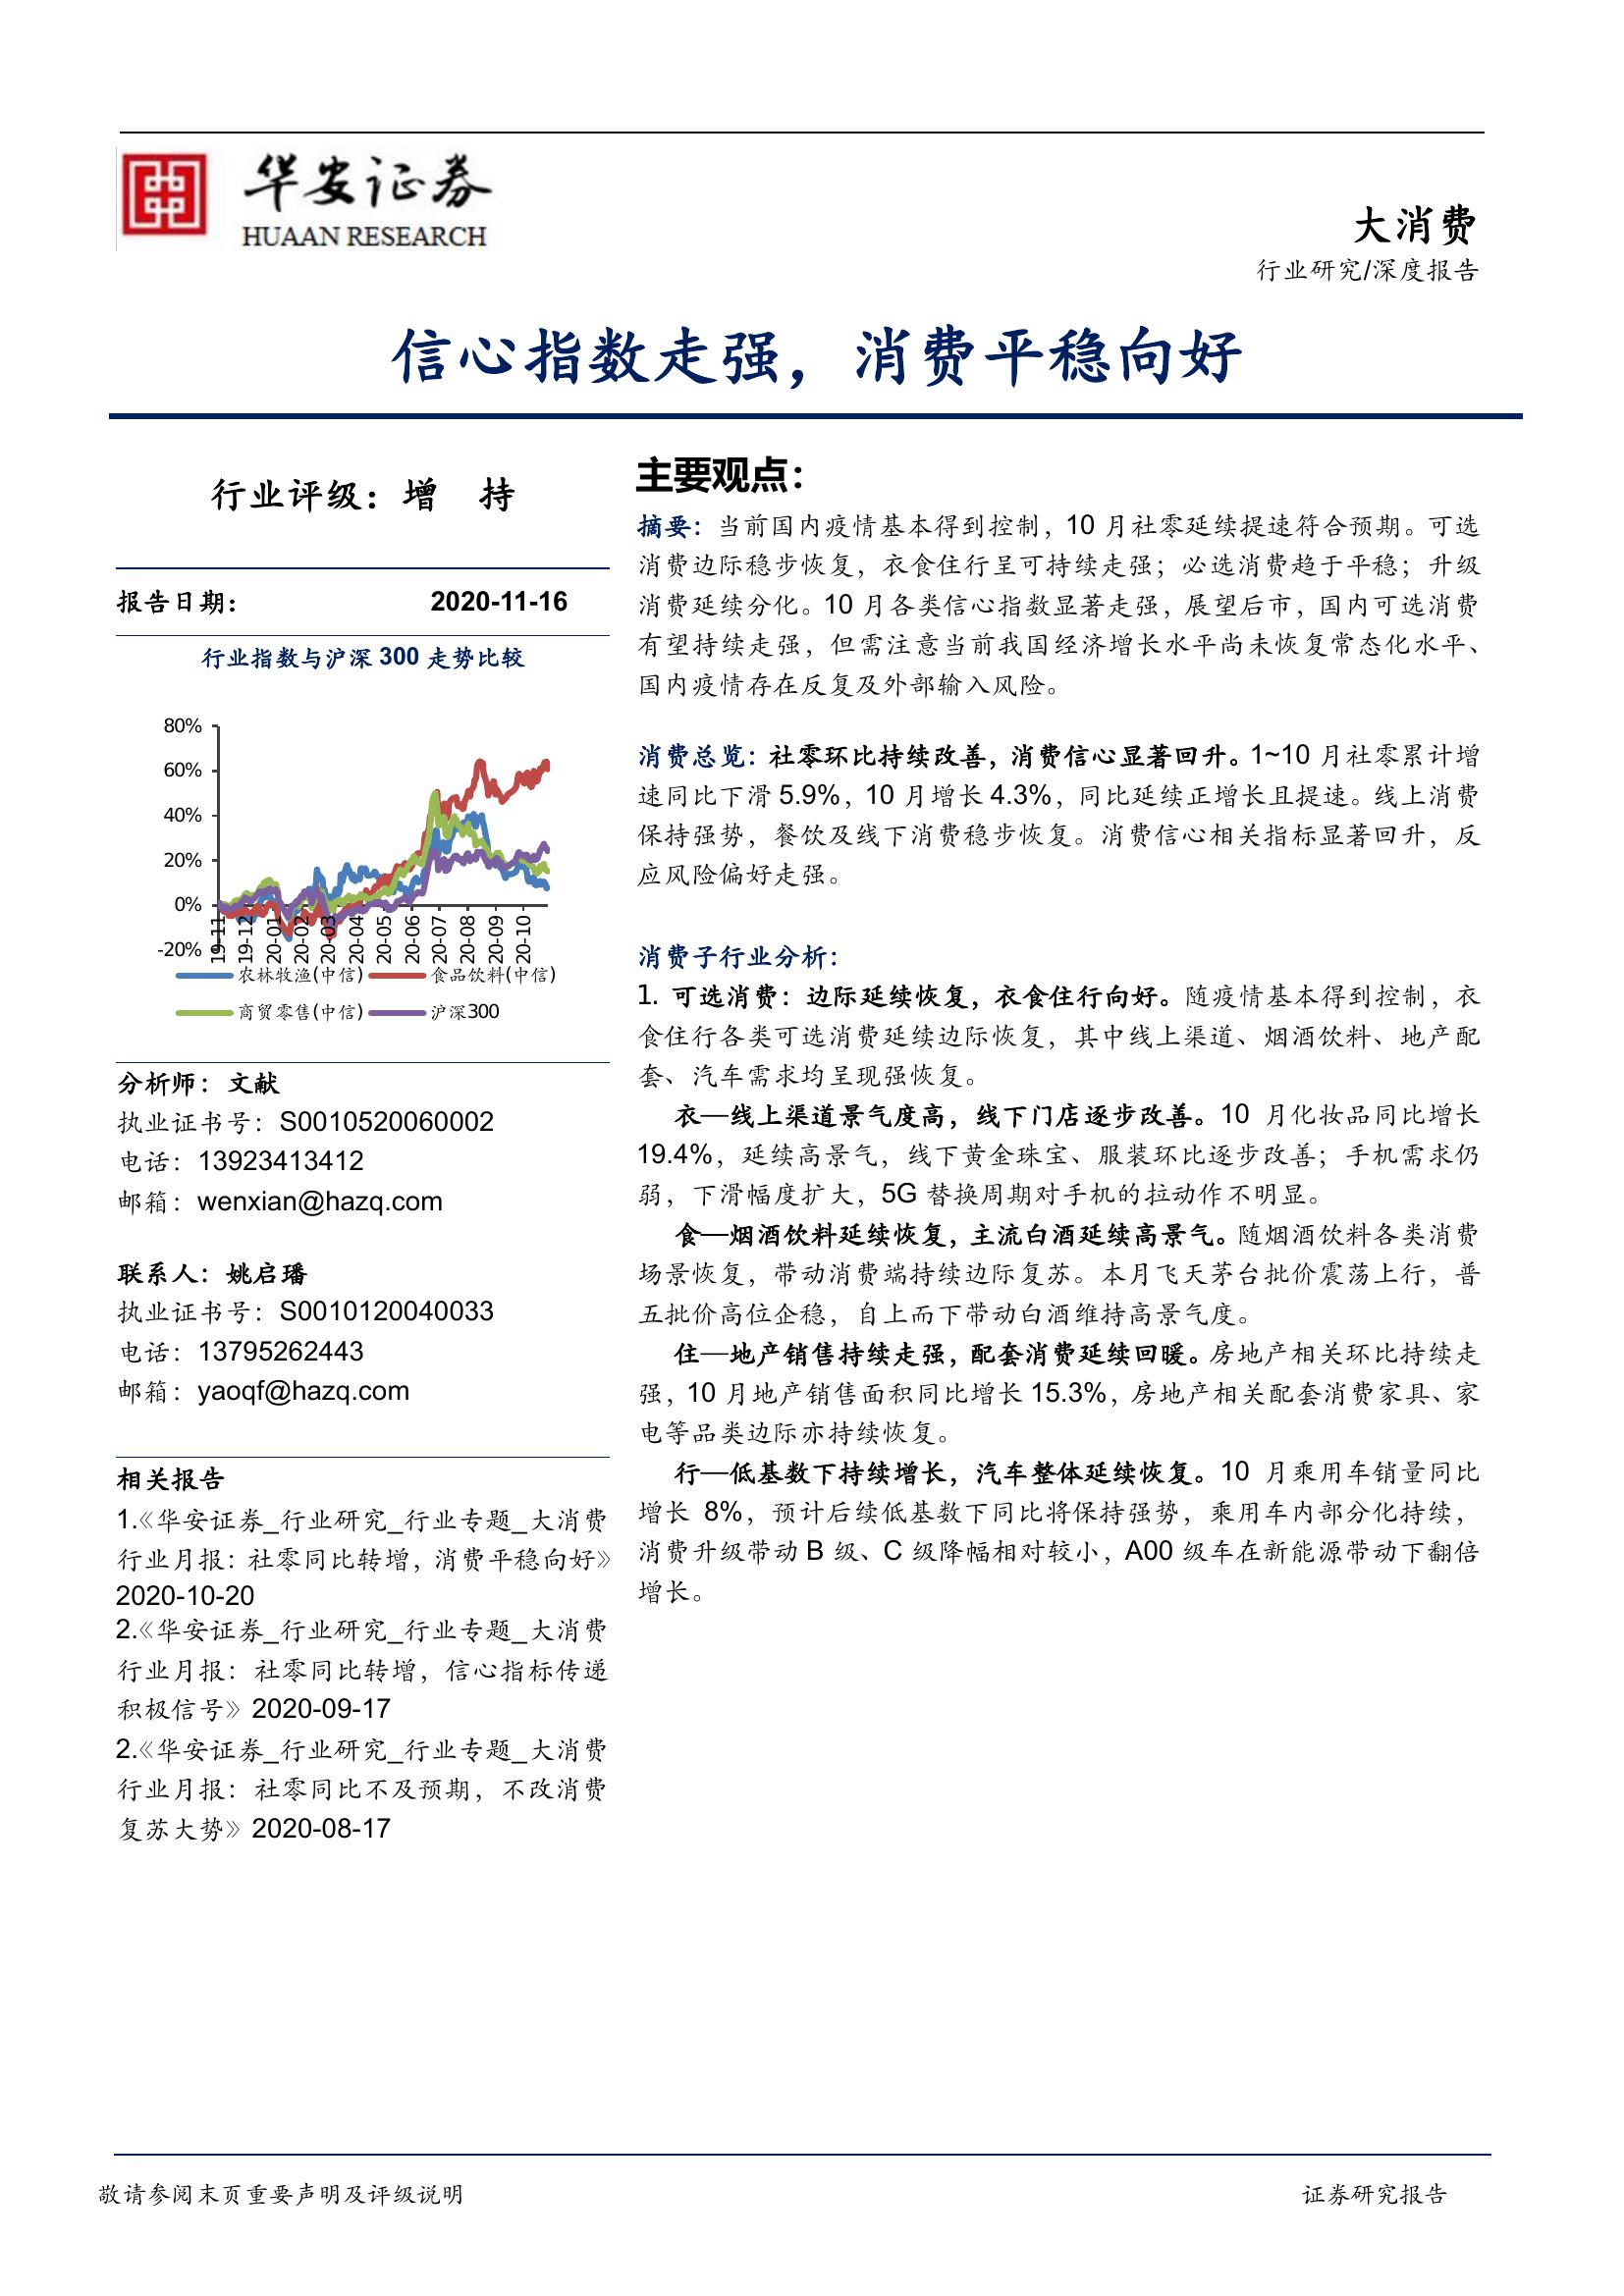 华安证券
HUAAN RESEARCH
大消费
行业研究/深度报告
信心指数走强，消费平稳向好
行业评级：增 持
报告日期： 2020-11-16
行业指数与沪深 300 走势比较
80%
60%
40%
20%
0%
-20%
19-11
19-12
20-01
20-02
20-03
20-04
20-05
20-06
20-07
20-08
20-09
20-10
农林牧渔(中信) 食品饮料(中信)
商贸零售(中信) 沪深300
分析师：文献
执业证书号：S0010520060002
电话：13923413412
邮箱：wenxian@hazq.com
联系人：姚启璠
执业证书号：S0010120040033
电话：13795262443
邮箱：yaoqf@hazq.com
相关报告
1.《华安证券_行业研究_行业专题_大消费
行业月报：社零同比转增，消费平稳向好》
2020-10-20
2.《华安证券_行业研究_行业专题_大消费
行业月报：社零同比转增，信心指标传递
积极信号》2020-09-17
2.《华安证券_行业研究_行业专题_大消费
行业月报：社零同比不及预期，不改消费
复苏大势》2020-08-17
主要观点：
摘要：当前国内疫情基本得到控制，10 月社零延续提速符合预期。可选
消费边际稳步恢复，衣食住行呈可持续走强；必选消费趋于平稳；升级
消费延续分化。10 月各类信心指数显著走强，展望后市，国内可选消费
有望持续走强，但需注意当前我国经济增长水平尚未恢复常态化水平、
国内疫情存在反复及外部输入风险。
消费总览：社零环比持续改善，消费信心显著回升。1~10 月社零累计增
速同比下滑 5.9%，10 月增长 4.3%，同比延续正增长且提速。线上消费
保持强势，餐饮及线下消费稳步恢复。消费信心相关指标显著回升，反
应风险偏好走强。
消费子行业分析：
1. 可选消费：边际延续恢复，衣食住行向好。随疫情基本得到控制，衣
食住行各类可选消费延续边际恢复，其中线上渠道、烟酒饮料、地产配
套、汽车需求均呈现强恢复。
衣—线上渠道景气度高，线下门店逐步改善。10 月化妆品同比增长
19.4%，延续高景气，线下黄金珠宝、服装环比逐步改善；手机需求仍
弱，下滑幅度扩大，5G 替换周期对手机的拉动作不明显。
食—烟酒饮料延续恢复，主流白酒延续高景气。随烟酒饮料各类消费
场景恢复，带动消费端持续边际复苏。本月飞天茅台批价震荡上行，普
五批价高位企稳，自上而下带动白酒维持高景气度。
住—地产销售持续走强，配套消费延续回暖。房地产相关环比持续走
强，10 月地产销售面积同比增长 15.3%，房地产相关配套消费家具、家
电等品类边际亦持续恢复。
行—低基数下持续增长，汽车整体延续恢复。10 月乘用车销量同比
增长 8%，预计后续低基数下同比将保持强势，乘用车内部分化持续，
消费升级带动 B 级、C 级降幅相对较小，A00 级车在新能源带动下翻倍
增长。
敬请参阅末页重要声明及评级说明 证券研究报告